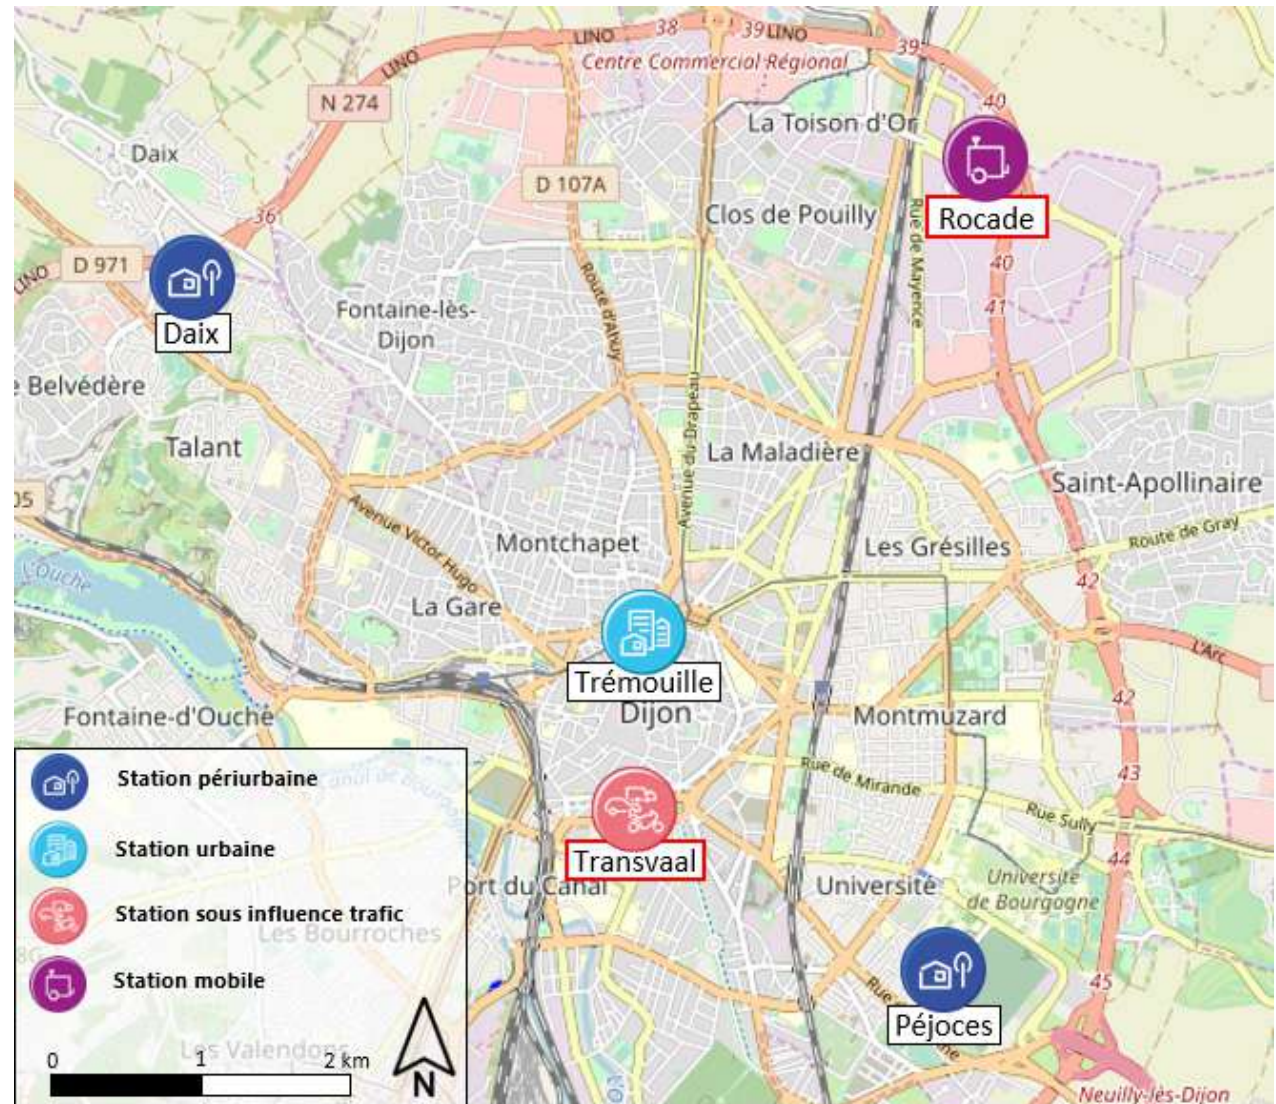 38
39
LINO
LINO
39
Centre Commercial Régional
LINO
N 274
40
La Toison d'Or
Daix
D 107A
Clos de Pouilly
Rue de Mayence
Rocade
36
D 971
LINO
40
Daix
Fontaine-lès-
Dijon
Route d'Ahuy
41
Belvédère
Avenue du Drapeau
Talant
La Maladière
Saint-Apollinaire
05
Avenue Victor Hugo
Montchapet
Les Grésilles
Route de Gray
L'Ouche
42
La Gare
L'Arc
Trémouille
Dijon
42
Fontaine-d'Ouche
Montmuzard
Station périurbaine
Rue de Mirande
43
Rue Sully
Station urbaine
44
Transvaal
Port du Canal
Université
Université
de Bourgogne
Station sous influence trafic
Les Bourroches
Station mobile
45
Péjoces
Les Valendons
0 1 2 km
N
Neuilly-lès-Dijon